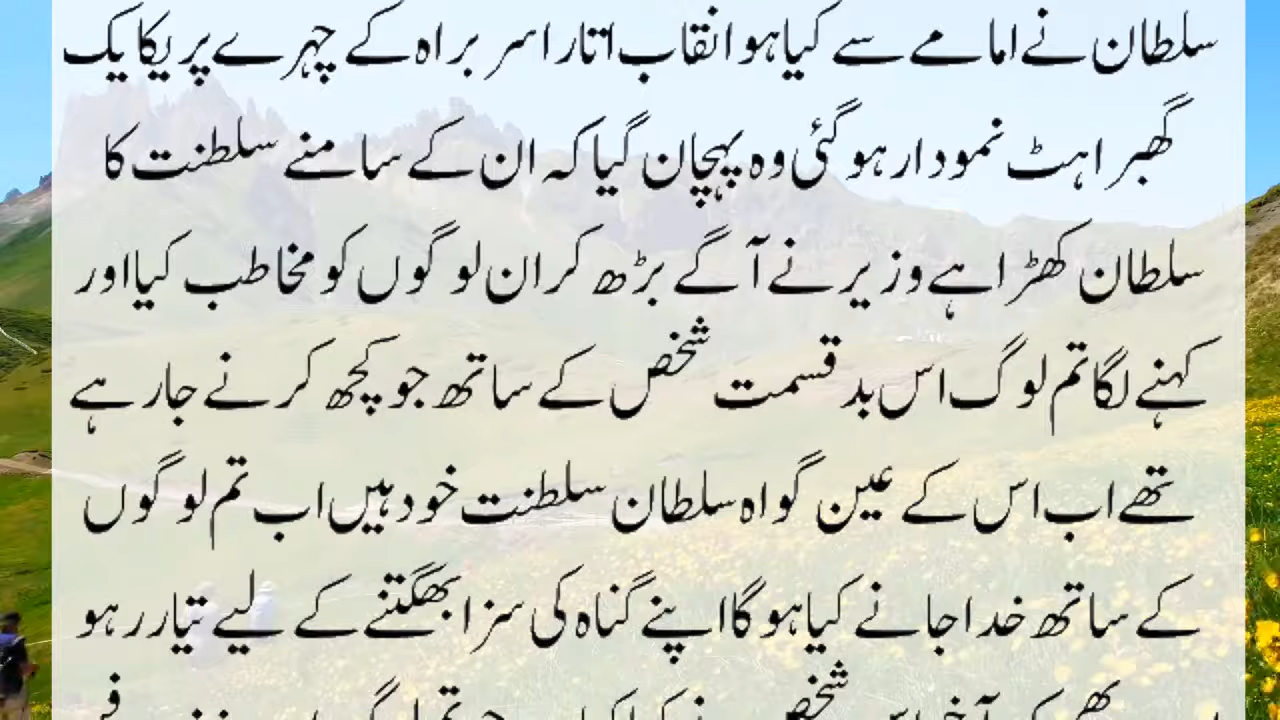 سلطان نے امامے سے کیا ہوا نقاب اتارا سر براہ کے چہرے پر یکایک
گھبراہٹ نمودار ہو گئی وہ پہچان گیا کہ ان کے سامنے سلطنت کا
سلطان کھڑا ہے وزیر نے آگے بڑھ کر ان لوگوں کو مخاطب کیا اور
کہنے لگا تم لوگ اس بد قسمت شخص کے ساتھ جو کچھ کرنے جا رہے
تھے اب اس کے عین گواہ سلطان سلطنت خود ہیں اب تم لوگوں
کے ساتھ خدا جانے کیا ہو گا اپنے گناہ کی سزا بھگتنے کے لیے تیار رہو